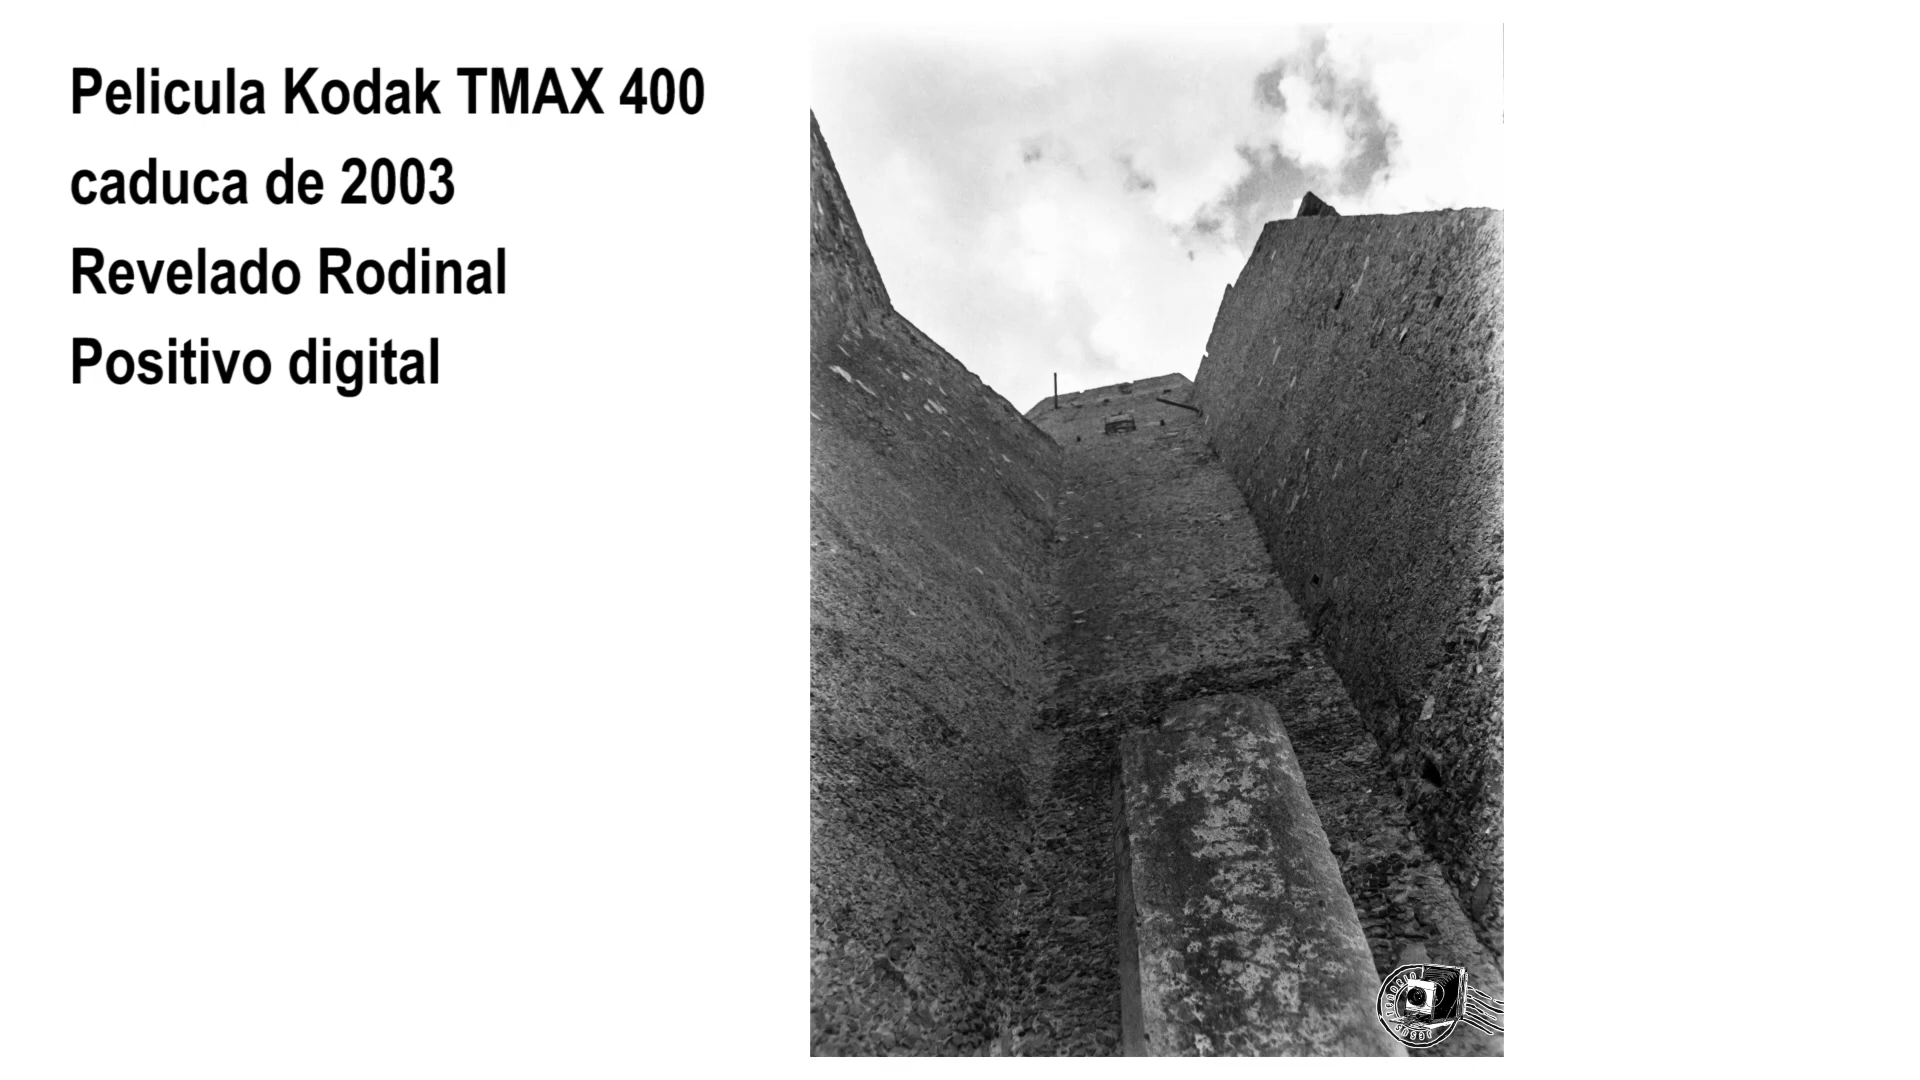 Pelicula Kodak TMAX 400
caduca de 2003
Revelado Rodinal
Positivo digital